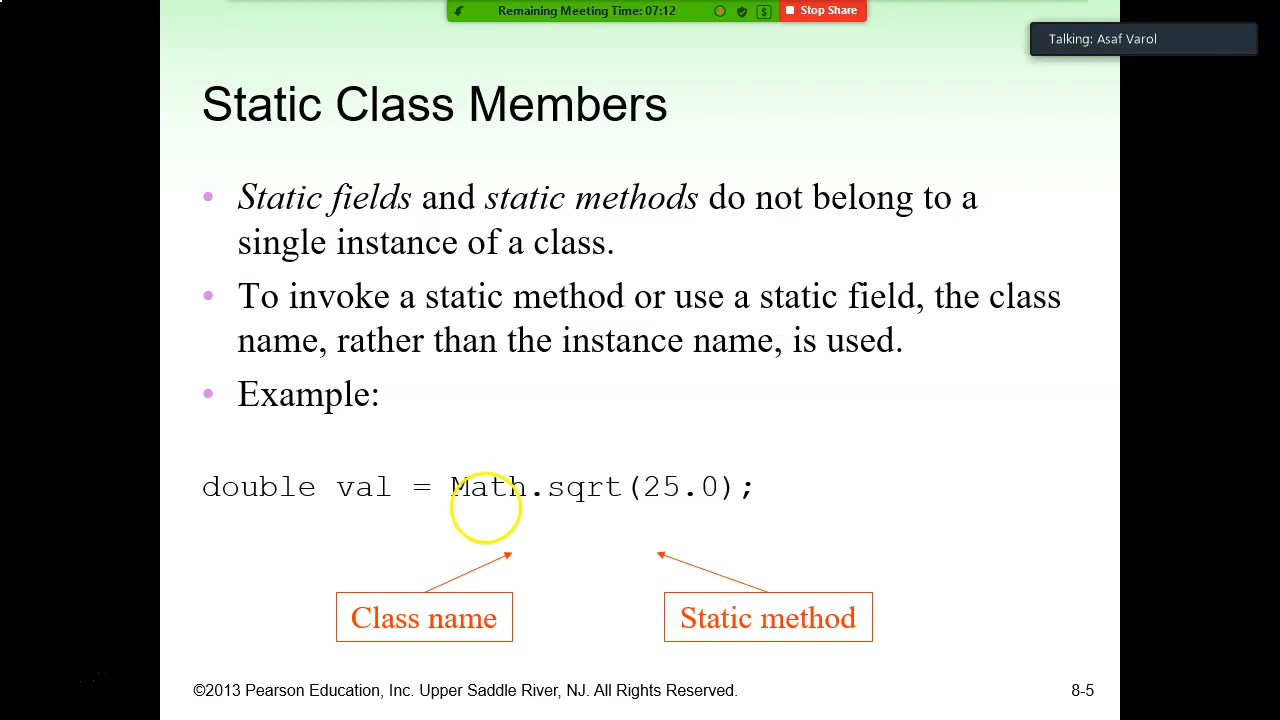 Remaining Meeting Time: 07:12
$
Stop Share
Talking: Asaf Varol
Static Class Members
• Static fields and static methods do not belong to a
single instance of a class.
• To invoke a static method or use a static field, the class
name, rather than the instance name, is used.
• Example:
double val = Math.sqrt(25.0);
Class name
Static method
©2013 Pearson Education, Inc. Upper Saddle River, NJ. All Rights Reserved.
8-5